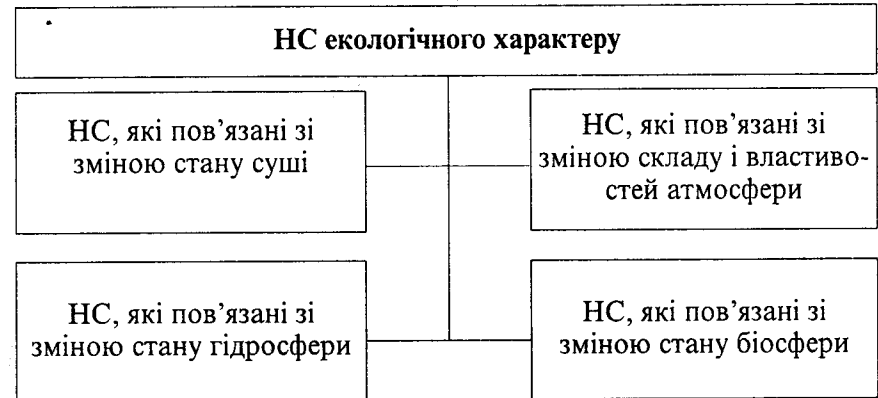 НС екологічного характеру
НС, які пов’язані зі
зміною стану суші
НС, які пов’язані зі
зміною складу і властиво-
стей атмосфери
НС, які пов’язані зі
зміною стану гідросфери
НС, які пов’язані зі
зміною стану біосфери